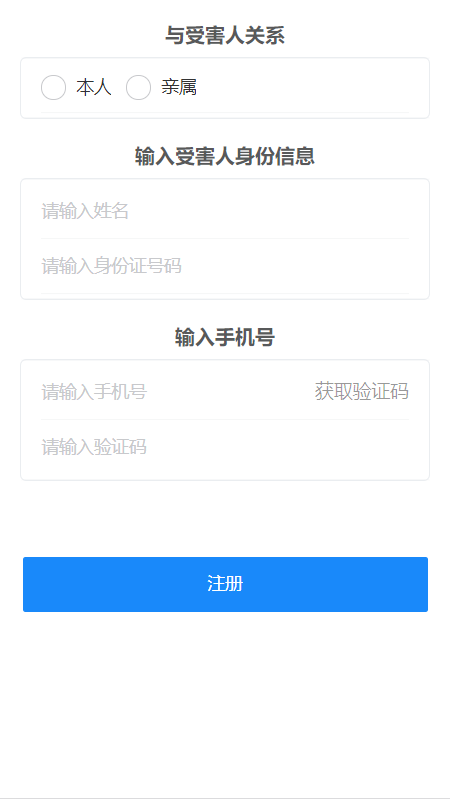 与受害人关系
本人 亲属
输入受害人身份信息
请输入姓名
请输入身份证号码
输入手机号
请输入手机号 获取验证码
请输入验证码
注册